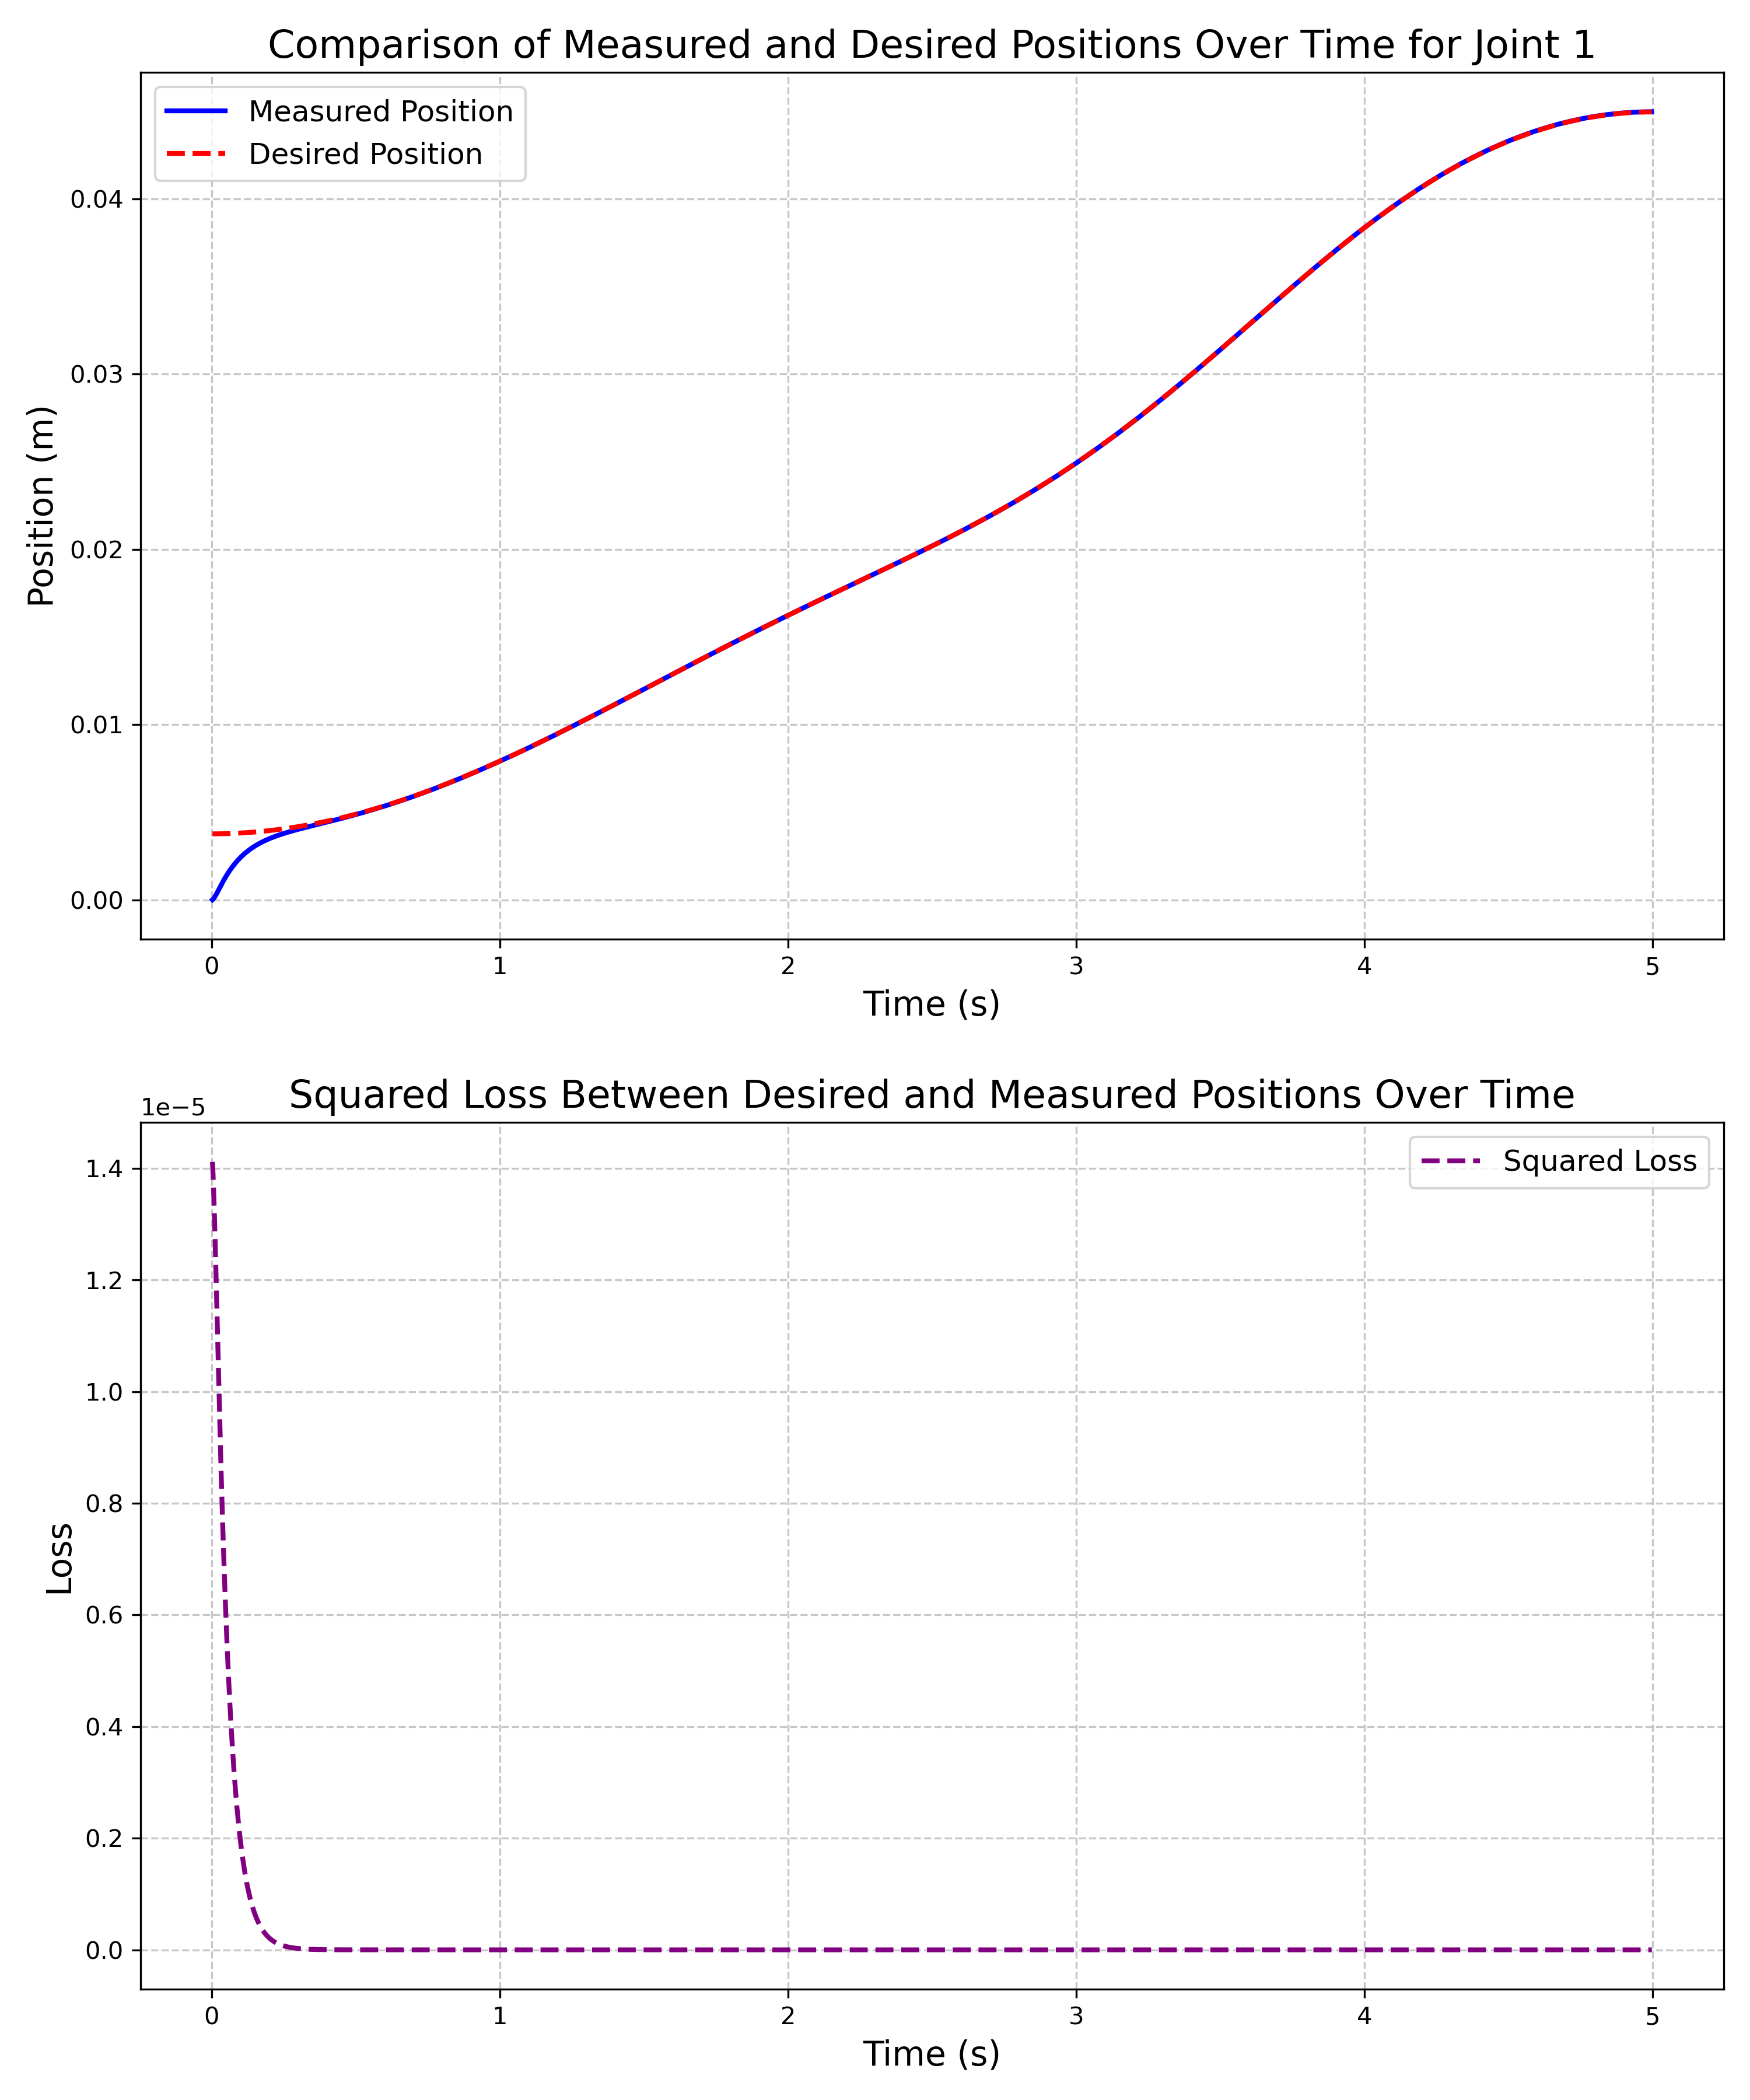 Comparison of Measured and Desired Positions Over Time for Joint 1
Measured Position
Desired Position
Position (m)
0.04
0.03
0.02
0.01
0.00
0 1 2 3 4 5
Time (s)
Squared Loss Between Desired and Measured Positions Over Time
1e−5
Squared Loss
Loss
1.4
1.2
1.0
0.8
0.6
0.4
0.2
0.0
0 1 2 3 4 5
Time (s)